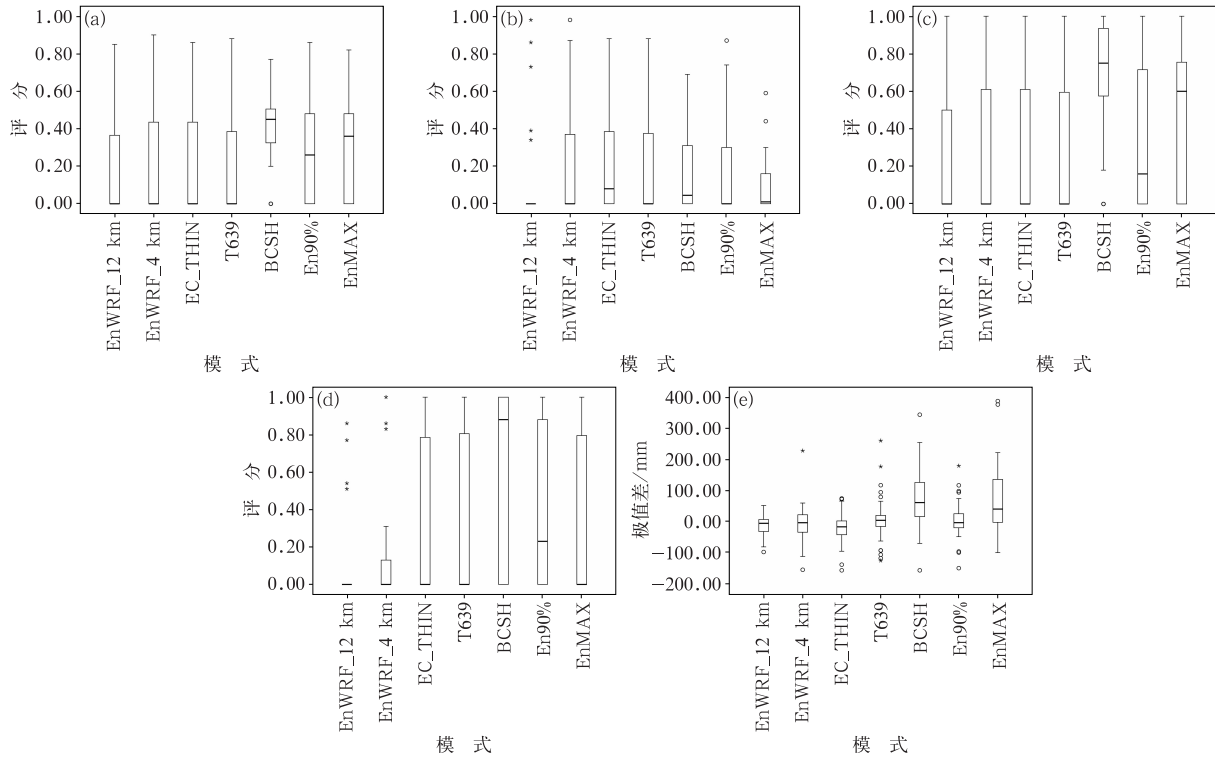 (a)
1.00
0.80
0.60
0.40
0.20
0.00
评 分
EnWRF_12 km
EnWRF_4 km
EC_THIN
T639
BCSH
En90%
EnMAX
模 式
(b)
1.00
0.80
0.60
0.40
0.20
0.00
评 分
EnWRF_12 km
EnWRF_4 km
EC_THIN
T639
BCSH
En90%
EnMAX
模 式
(c)
1.00
0.80
0.60
0.40
0.20
0.00
评 分
EnWRF_12 km
EnWRF_4 km
EC_THIN
T639
BCSH
En90%
EnMAX
模 式
(d)
1.00
0.80
0.60
0.40
0.20
0.00
评 分
EnWRF_12 km
EnWRF_4 km
EC_THIN
T639
BCSH
En90%
EnMAX
模 式
(e)
400.00
300.00
200.00
100.00
0.00
−100.00
−200.00
极值差/mm
EnWRF_12 km
EnWRF_4 km
EC_THIN
T639
BCSH
En90%
EnMAX
模 式